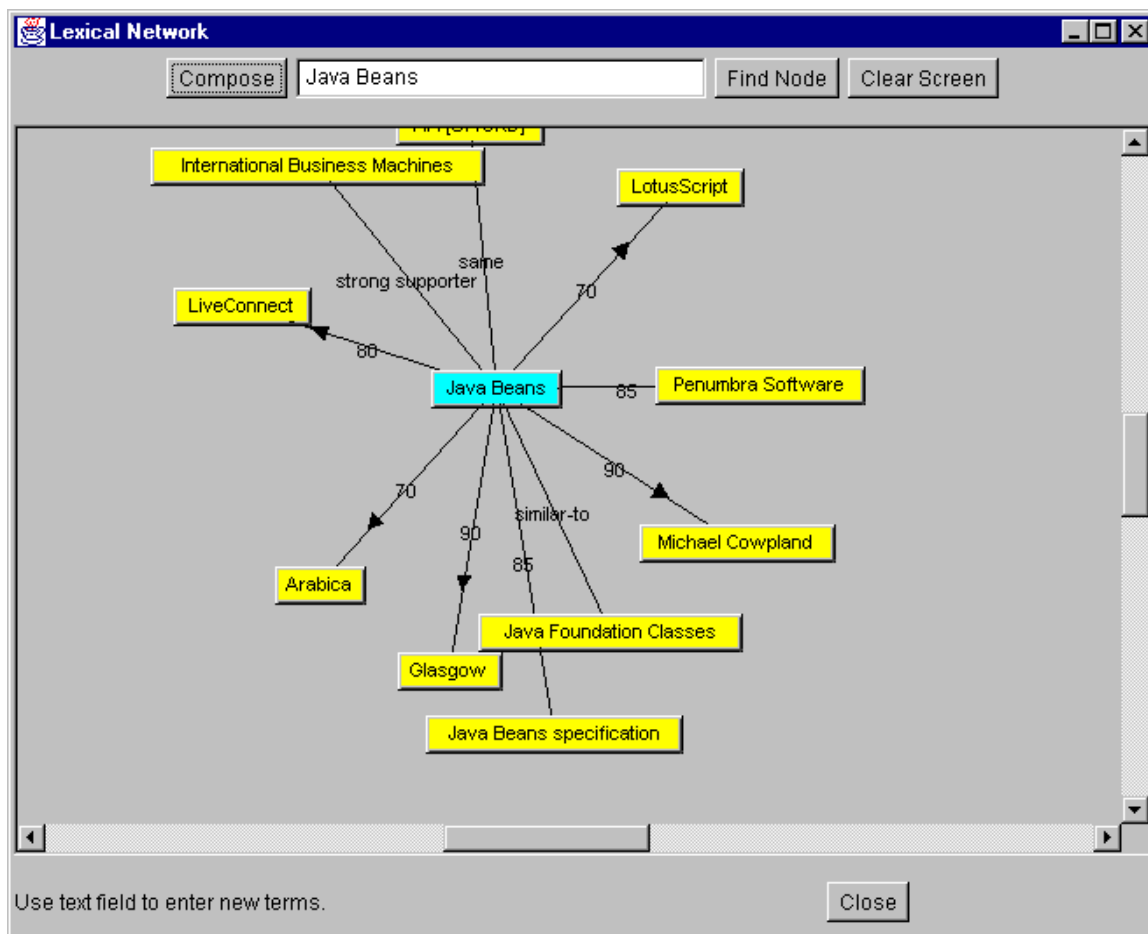 Lexical Network
Compose
Java Beans
Find Node
Clear Screen
International Business Machines
LotusScript
same
strong supporter
70
LiveConnect
80
Java Beans
85
Penumbra Software
90
70
similar-to
90
Michael Cowpland
85
Arabica
Java Foundation Classes
Glasgow
Java Beans specification
Use text field to enter new terms.
Close